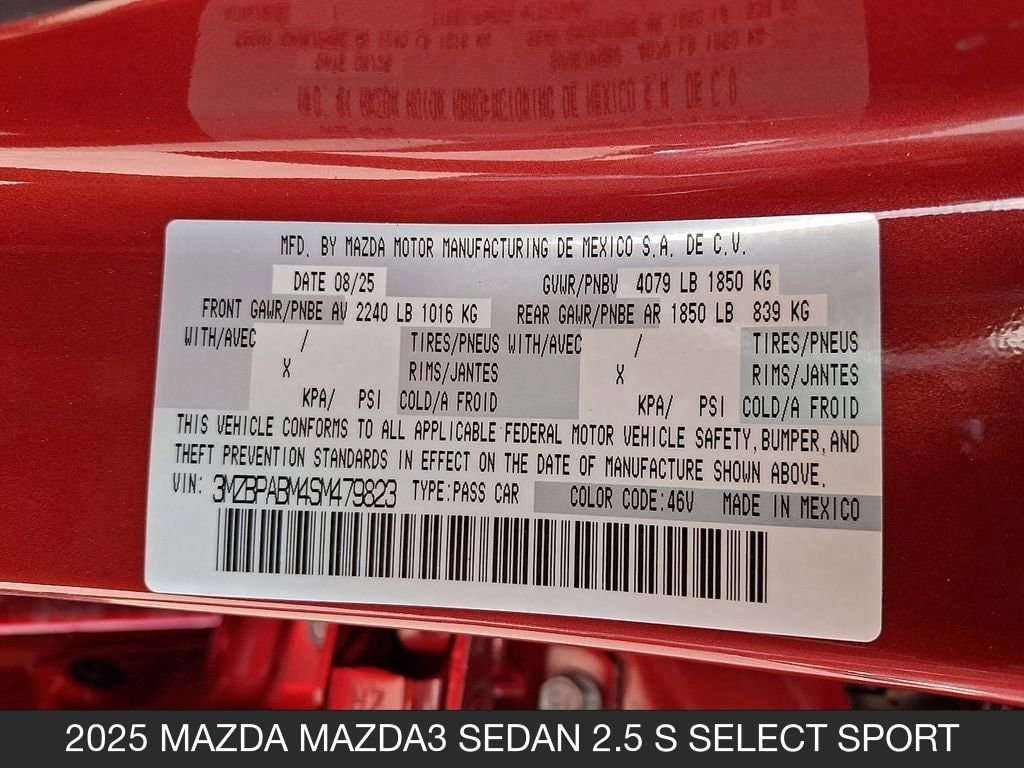 MFD. BY MAZDA MOTOR MANUFACTURING DE MEXICO S.A. DE C.V.
DATE 08/25 GVWR/PNBV 4079 LB 1850 KG
FRONT GAWR/PNBE AV 2240 LB 1016 KG REAR GAWR/PNBE AR 1850 LB 839 KG
WITH/AVEC / TIRES/PNEUS WITH/AVEC / TIRES/PNEUS
X RIMS/JANTES X RIMS/JANTES
KPA/ PSI COLD/A FROID KPA/ PSI COLD/A FROID
THIS VEHICLE CONFORMS TO ALL APPLICABLE FEDERAL MOTOR VEHICLE SAFETY, BUMPER, AND
THEFT PREVENTION STANDARDS IN EFFECT ON THE DATE OF MANUFACTURE SHOWN ABOVE.
VIN: 3MZBPABM4SM479823 TYPE:PASS CAR COLOR CODE:46V MADE IN MEXICO
2025 MAZDA MAZDA3 SEDAN 2.5 S SELECT SPORT